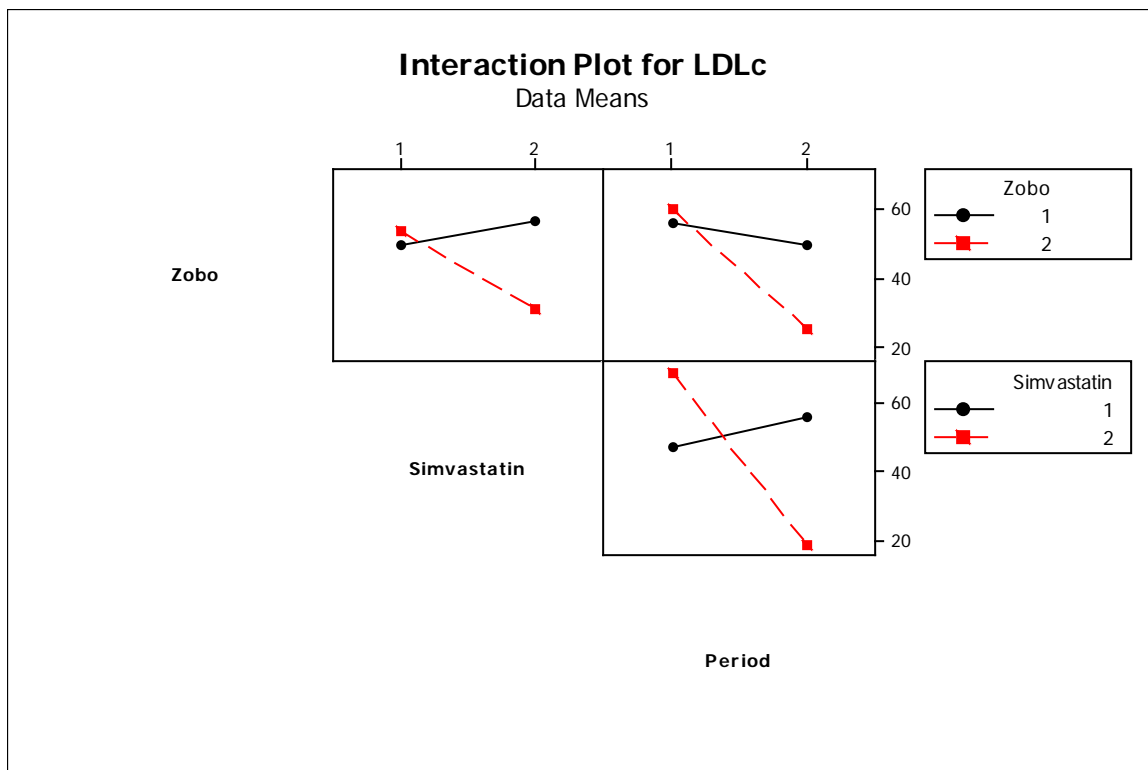 Interaction Plot for LDLc
Data Means
1 2 1 2
Zobo
60
40
20
Zobo
1
2
Simvastatin
60
40
20
Simvastatin
1
2
Period